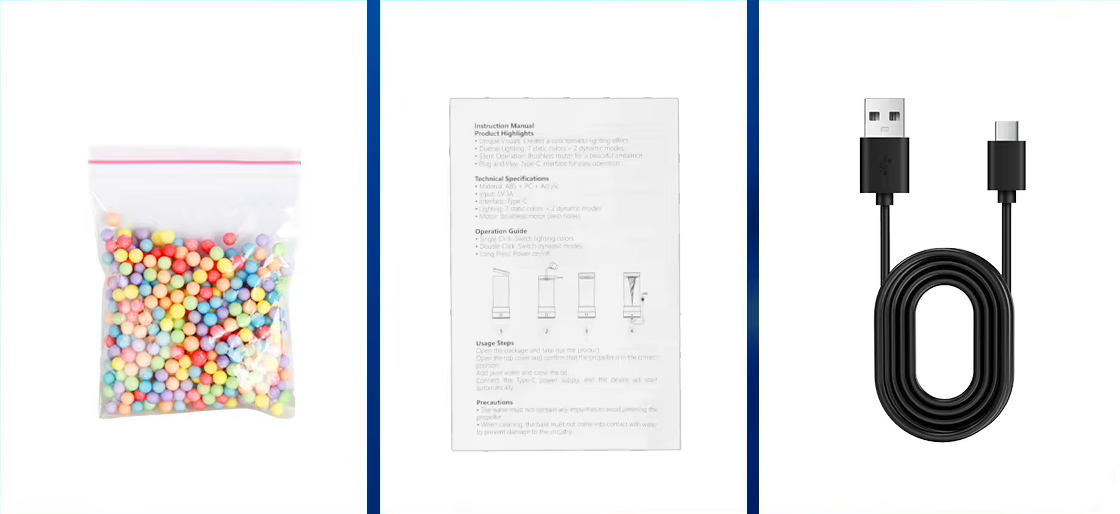 Instruction Manual
Product Highlights
• Unique Visuals: Creates a cool tornado lighting effect.
• Diverse Lighting: 7 static colors + 2 dynamic modes.
• Silent Operation: Brushless motor for a peaceful ambiance.
• Plug and Play: Type-C interface for easy operation.
Technical Specifications
• Material: ABS + PC + Acrylic
• Input: 5V
• Interface: Type-C
• Lighting: 7 static colors + 2 dynamic modes
• Motor: Brushless motor (zero noise)
Operation Guide
• Single Click: Switch lighting colors.
• Double Click: Switch dynamic modes.
• Long Press: Power on/off.
1
2
3
4
Usage Steps
Open the package and take out the product.
Open the top cover and confirm that the propeller is in the correct
position.
Add pure water and close the lid.
Connect the Type-C power supply, and the device will start
automatically.
Precautions
• The water must not contain any impurities to avoid jamming the
propeller.
• When cleaning, the base must not come into contact with water
to prevent damage to the circuitry.